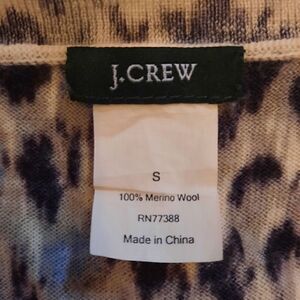 J.CREW
S
100% Merino Wool
RN77388
Made in China